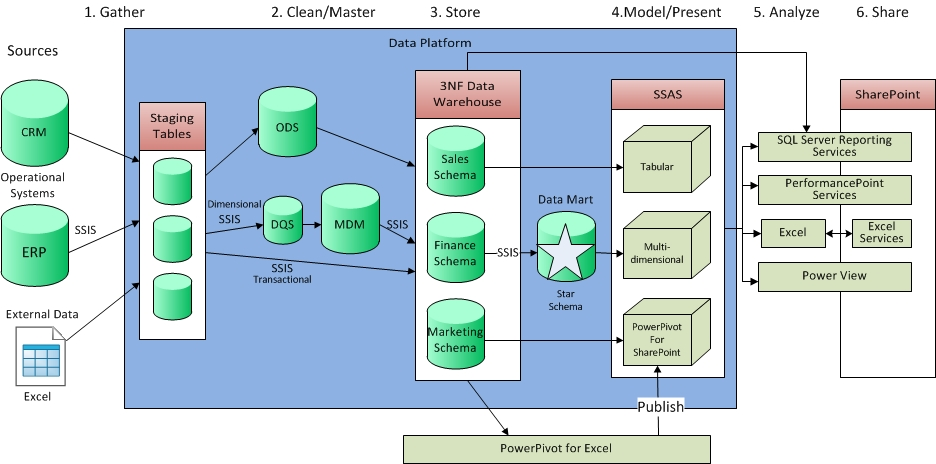 1. Gather
2. Clean/Master
3. Store
4.Model/Present
5. Analyze
6. Share
Sources
Data Platform
CRM
Operational
Systems
ERP
SSIS
External Data
Excel
Staging
Tables
ODS
Dimensional
SSIS
DQS
MDM
SSIS
SSIS
Transactional
3NF Data
Warehouse
Sales
Schema
Finance
Schema
Marketing
Schema
SSIS
Data Mart
Star
Schema
SSAS
Tabular
Multi-
dimensional
PowerPivot
For
SharePoint
Publish
PowerPivot for Excel
SharePoint
SQL Server Reporting
Services
PerformancePoint
Services
Excel
Excel
Services
Power View